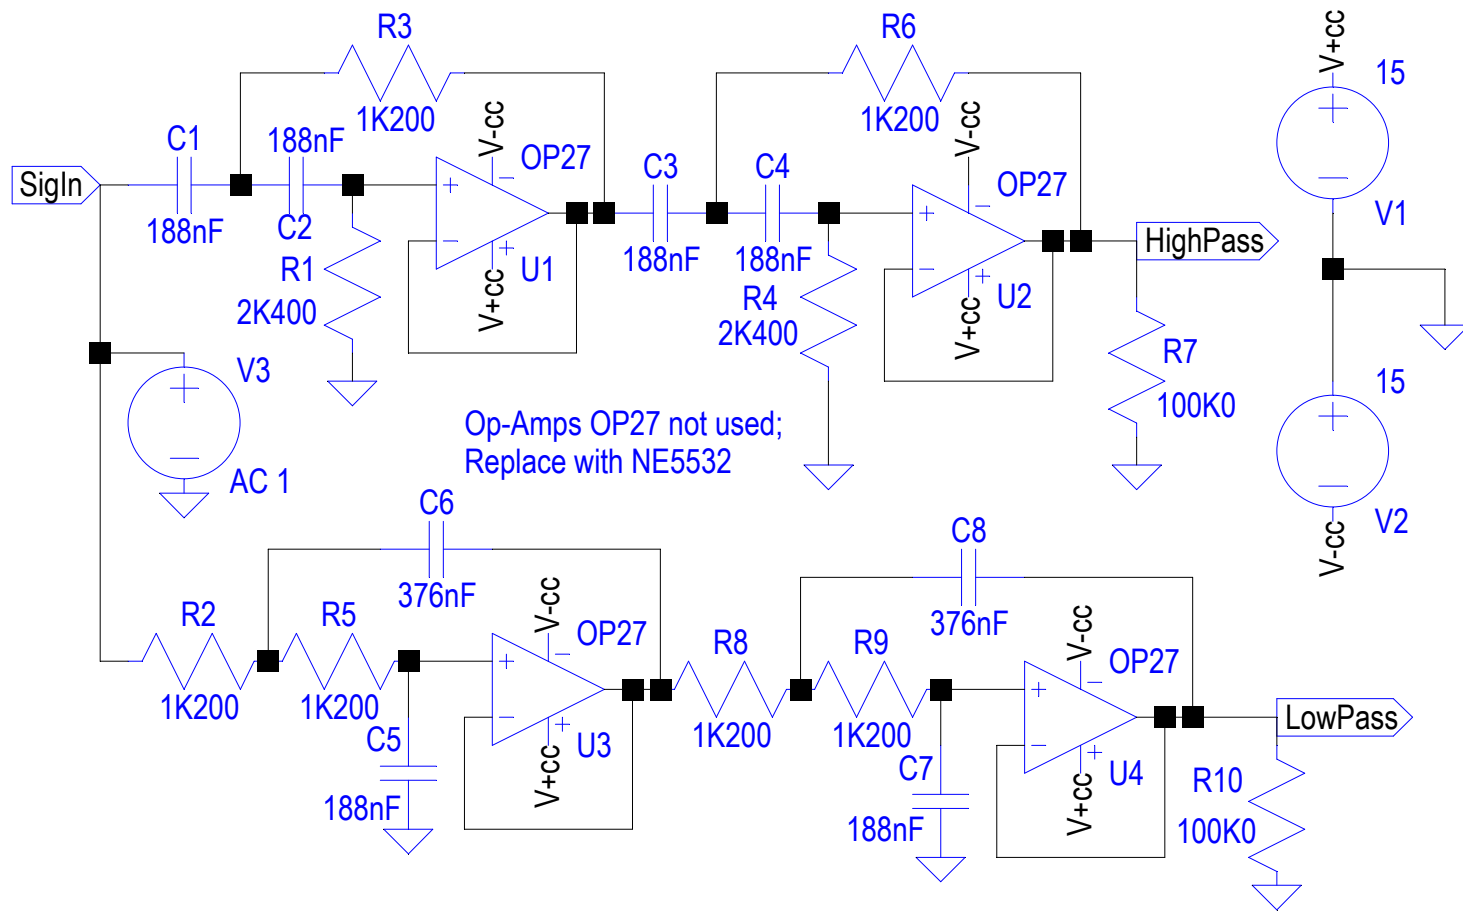 R3
1K200
R6
1K200
V+cc
15
V1
C1
188nF
V-cc
OP27
C3
C4
V-cc
OP27
SigIn
188nF
C2
188nF
188nF
HighPass
R1
2K400
V+cc
U1
R4
2K400
V+cc
U2
R7
100K0
V3
AC 1
Op-Amps OP27 not used;
Replace with NE5532
15
V2
V-cc
C6
376nF
C8
376nF
R2
1K200
R5
1K200
V-cc
OP27
R8
1K200
R9
1K200
V-cc
OP27
LowPass
C5
188nF
V+cc
U3
C7
188nF
V+cc
U4
R10
100K0